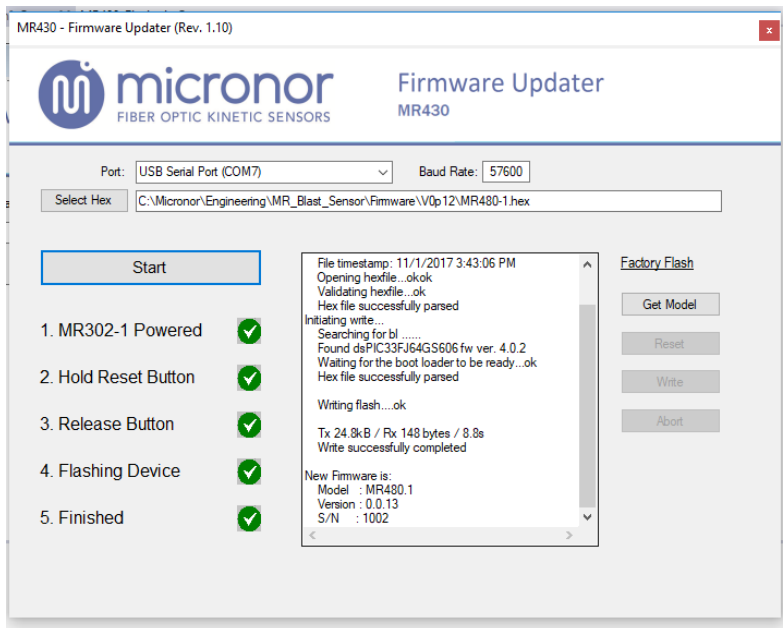 MR430 - Firmware Updater (Rev. 1.10)
x
micronor
FIBER OPTIC KINETIC SENSORS
Firmware Updater
MR430
Port: USB Serial Port (COM7) Baud Rate: 57600
Select Hex C:\Micronor\Engineering\MR_Blast_Sensor\Firmware\V0p12\MR480-1.hex
Start
1. MR302-1 Powered
2. Hold Reset Button
3. Release Button
4. Flashing Device
5. Finished
File timestamp: 11/1/2017 3:43:06 PM
Opening hexfile...okok
Validating hexfile...ok
Hex file successfully parsed
Initiating write...
Searching for bl ......
Found dsPIC33FJ64GS606 fw ver. 4.0.2
Waiting for the boot loader to be ready...ok
Hex file successfully parsed
Writing flash....ok
Tx 24.8kB / Rx 148 bytes / 8.8s
Write successfully completed
New Firmware is:
Model : MR480.1
Version : 0.0.13
S/N : 1002
Factory Flash
Get Model
Reset
Write
Abort